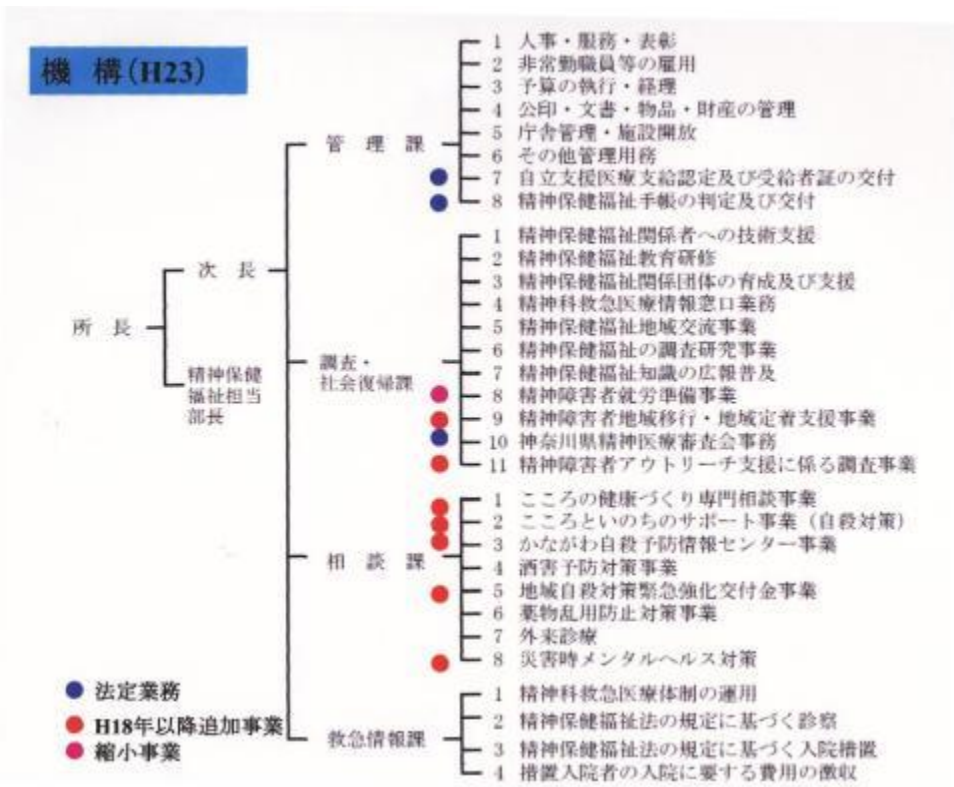 機 構(H23)
所 長
次 長
精神保健
福祉担当
部長
管 理 課
1 人事・服務・表彰
2 非常勤職員等の雇用
3 予算の執行・経理
4 公印・文書・物品・財産の管理
5 庁舎管理・施設開放
6 その他管理用務
7 自立支援医療支給認定及び受給者証の交付
8 精神保健福祉手帳の判定及び交付
調査・
社会復帰課
1 精神保健福祉関係者への技術支援
2 精神保健福祉教育研修
3 精神保健福祉関係団体の育成及び支援
4 精神科救急医療情報窓口業務
5 精神保健福祉地域交流事業
6 精神保健福祉の調査研究事業
7 精神保健福祉知識の広報普及
8 精神障害者就労準備事業
9 精神障害者地域移行・地域定着支援事業
10 神奈川県精神医療審査会事務
11 精神障害者アウトリーチ支援に係る調査事業
相 談 課
1 こころの健康づくり専門相談事業
2 こころといのちのサポート事業（自殺対策）
3 かながわ自殺予防情報センター事業
4 酒害予防対策事業
5 地域自殺対策緊急強化交付金事業
6 薬物乱用防止対策事業
7 外来診療
8 災害時メンタルヘルス対策
救急情報課
1 精神科救急医療体制の運用
2 精神保健福祉法の規定に基づく診察
3 精神保健福祉法の規定に基づく入院措置
4 措置入院者の入院に要する費用の徴収
法定業務
H18年以降追加事業
縮小事業